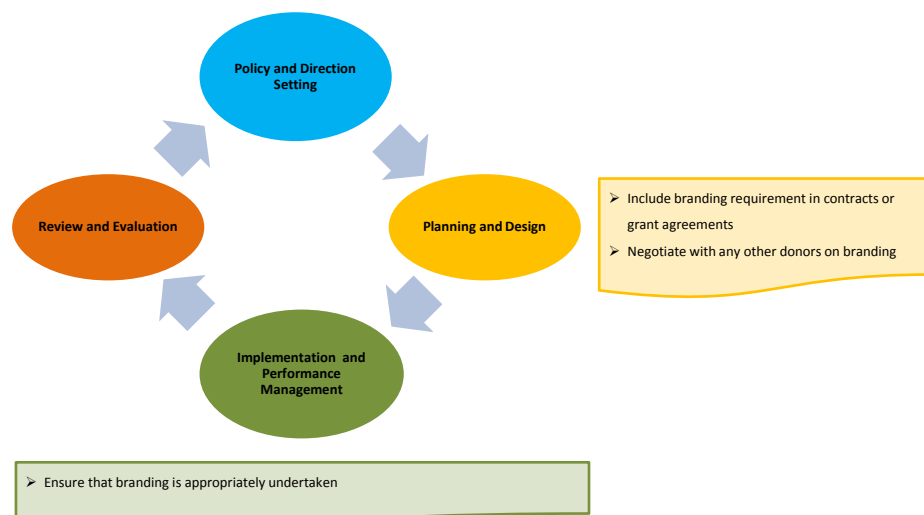 Policy and Direction
Setting
Review and Evaluation
Planning and Design
➢ Include branding requirement in contracts or
grant agreements
➢ Negotiate with any other donors on branding
Implementation and
Performance
Management
➢ Ensure that branding is appropriately undertaken